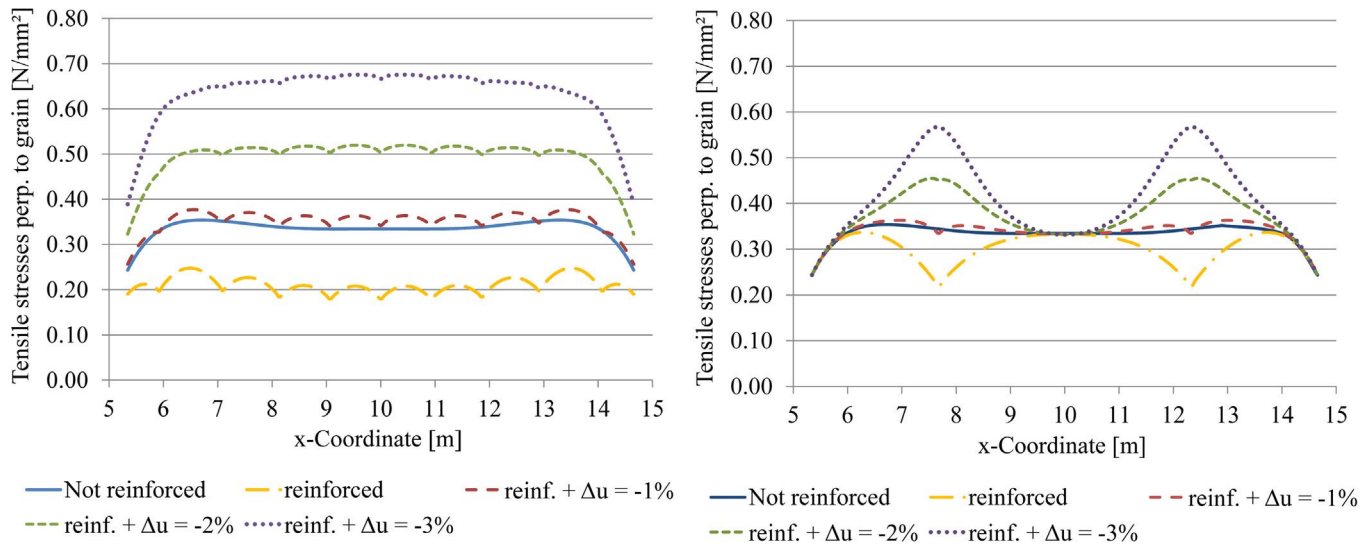 Tensile stresses perp. to grain [N/mm²]
0.80
0.70
0.60
0.50
0.40
0.30
0.20
0.10
0.00
5 6 7 8 9 10 11 12 13 14 15
x-Coordinate [m]
Not reinforced reinforced reinf. + Δu = -1%
reinf. + Δu = -2% reinf. + Δu = -3%
Tensile stresses perp. to grain [N/mm²]
0.80
0.70
0.60
0.50
0.40
0.30
0.20
0.10
0.00
5 6 7 8 9 10 11 12 13 14 15
x-Coordinate [m]
Not reinforced reinforced reinf. + Δu = -1%
reinf. + Δu = -2% reinf. + Δu = -3%